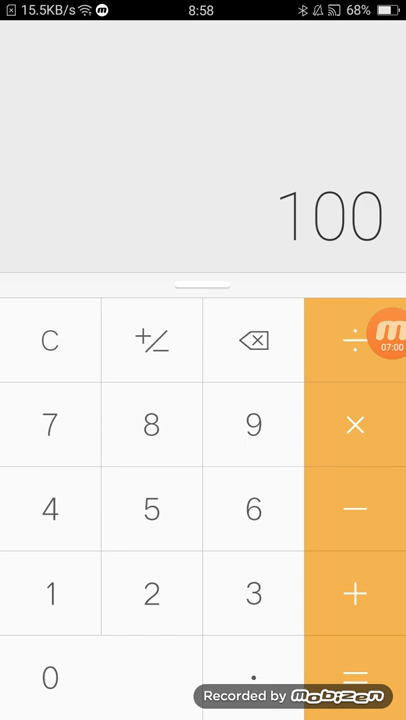 15.5KB/s 8:58 68%
100
C +/− ÷
07:00
7 8 9 ×
4 5 6 −
1 2 3 +
0 . =
Recorded by mobizen